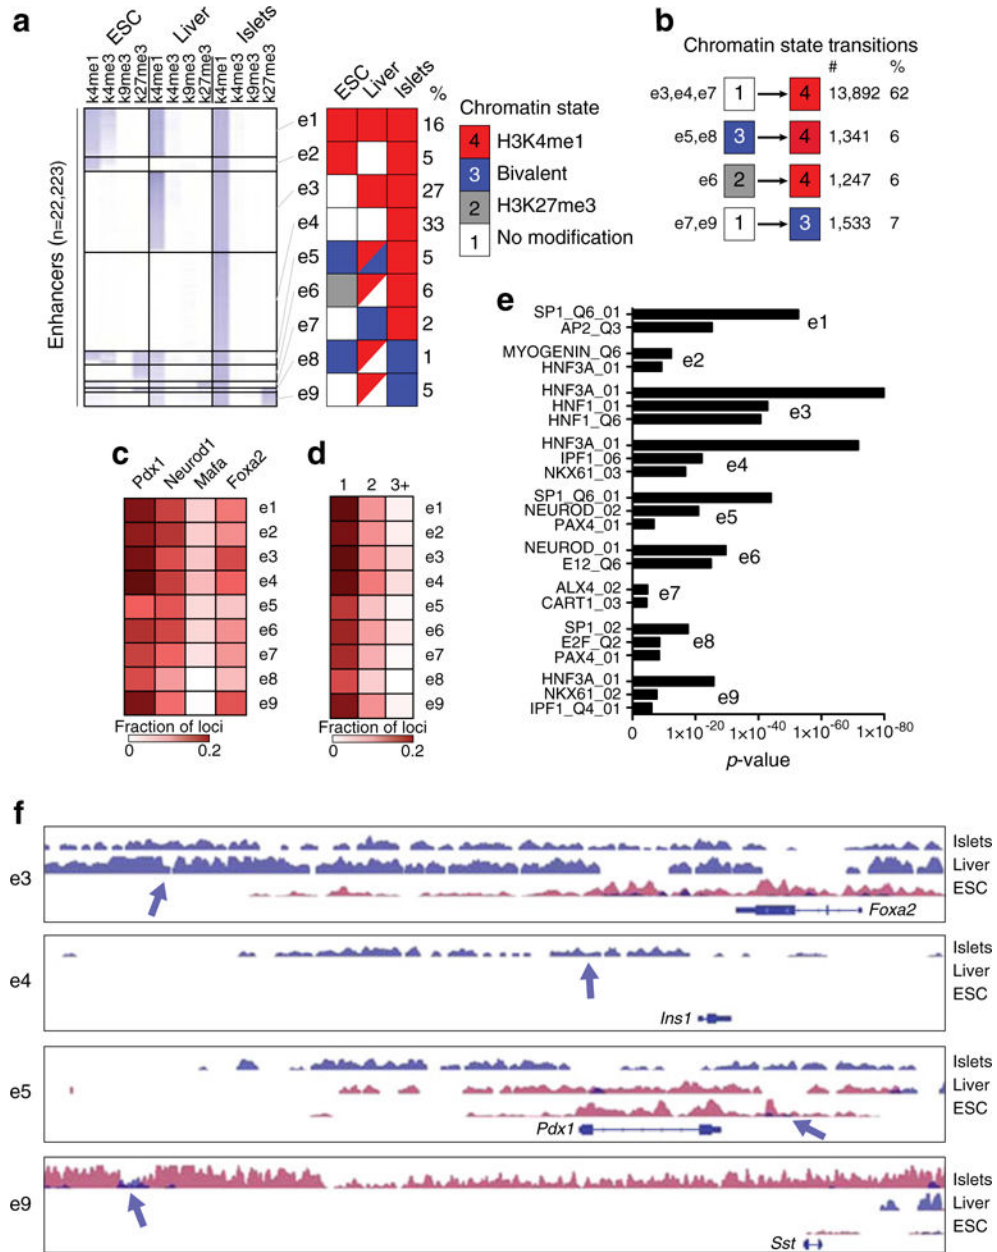 a
ESC Liver Islets
k4me1 k4me3 k9me3 k27me3 k4me1 k4me3 k9me3 k27me3 k4me1 k4me3 k9me3 k27me3
Enhancers (n=22,223)
ESC Liver Islets %
e1 16
e2 5
e3 27
e4 33
e5 5
e6 6
e7 2
e8 1
e9 5
Chromatin state
4 H3K4me1
3 Bivalent
2 H3K27me3
1 No modification
b
Chromatin state transitions
# %
e3,e4,e7 1 4 13,892 62
e5,e8 3 4 1,341 6
e6 2 4 1,247 6
e7,e9 1 3 1,533 7
c
Pdx1 Neurod1 Mafa Foxa2
e1
e2
e3
e4
e5
e6
e7
e8
e9
Fraction of loci
0 0.2
d
1 2 3+
e1
e2
e3
e4
e5
e6
e7
e8
e9
Fraction of loci
0 0.2
e
SP1_Q6_01
AP2_Q3
e1
MYOGENIN_Q6
HNF3A_01
e2
HNF3A_01
HNF1_01
HNF1_Q6
e3
HNF3A_01
IPF1_06
NKX61_03
e4
SP1_Q6_01
NEUROD_02
PAX4_01
e5
NEUROD_01
E12_Q6
e6
ALX4_02
CART1_03
e7
SP1_02
E2F_Q2
PAX4_01
e8
HNF3A_01
NKX61_02
IPF1_Q4_01
e9
0 1×10-20 1×10-40 1×10-60 1×10-80
p-value
f
e3
Islets
Liver
ESC
Foxa2
e4
Islets
Liver
ESC
Ins1
e5
Islets
Liver
ESC
Pdx1
e9
Islets
Liver
ESC
Sst